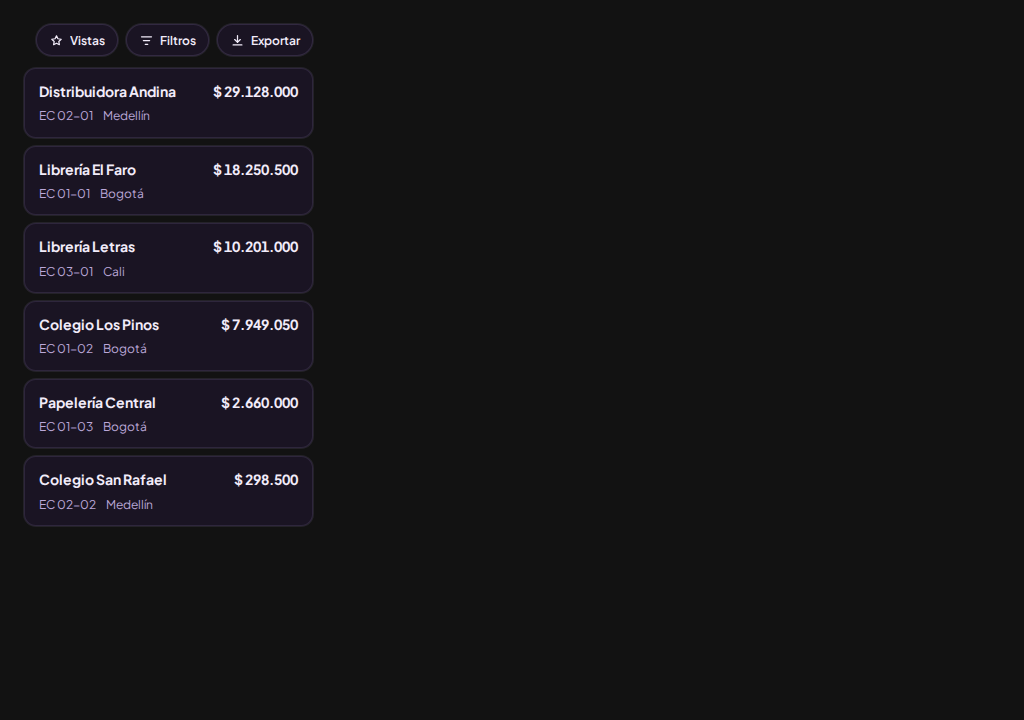 Vistas Filtros Exportar
Distribuidora Andina $ 29.128.000
EC 02-01 Medellín
Librería El Faro $ 18.250.500
EC 01-01 Bogotá
Librería Letras $ 10.201.000
EC 03-01 Cali
Colegio Los Pinos $ 7.949.050
EC 01-02 Bogotá
Papelería Central $ 2.660.000
EC 01-03 Bogotá
Colegio San Rafael $ 298.500
EC 02-02 Medellín